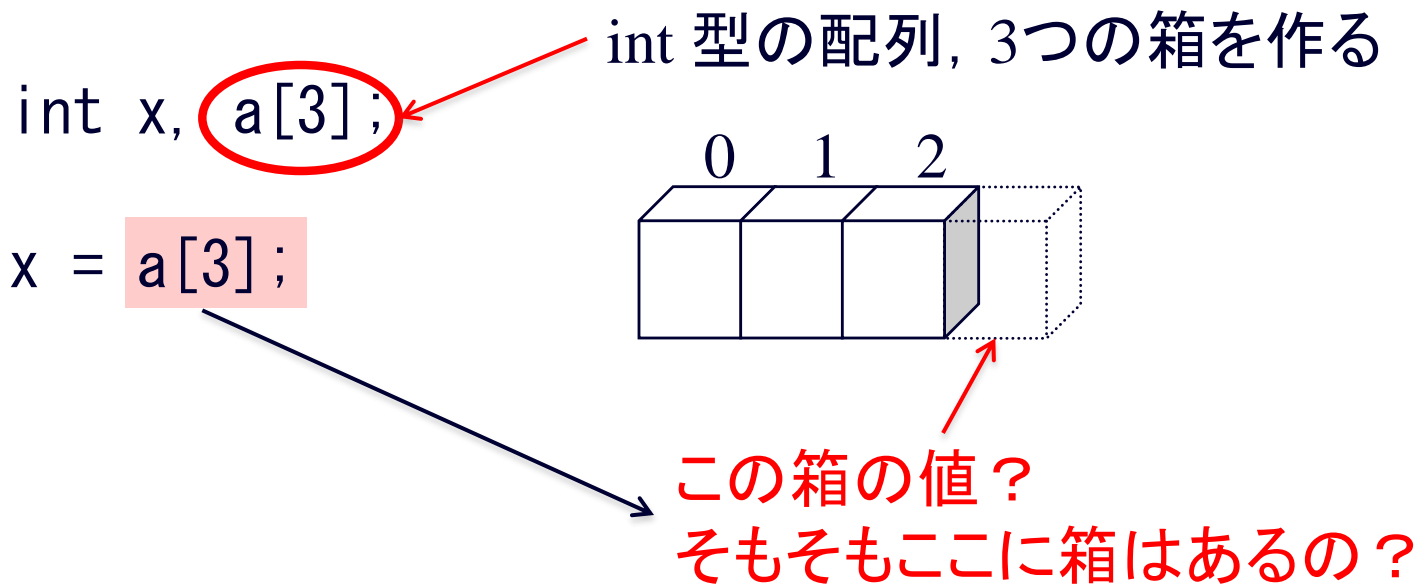 int 型の配列, 3つの箱を作る
int x, a[3];
0 1 2
x = a[3];
この箱の値？
そもそもここに箱はあるの？